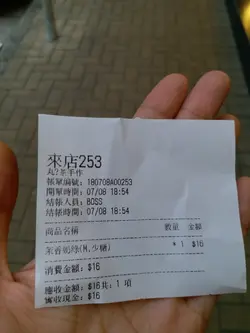 來店253
丸?茶手作
帳單編號: 180708A00253
開單時間: 07/08 18:54
結帳人員: BOSS
結帳時間: 07/08 18:54
商品名稱 數量 金額
茉香奶綠(M,少糖) * 1 $16
消費金額: $16
應收金額: $16共: 1 項
實收現金: $16